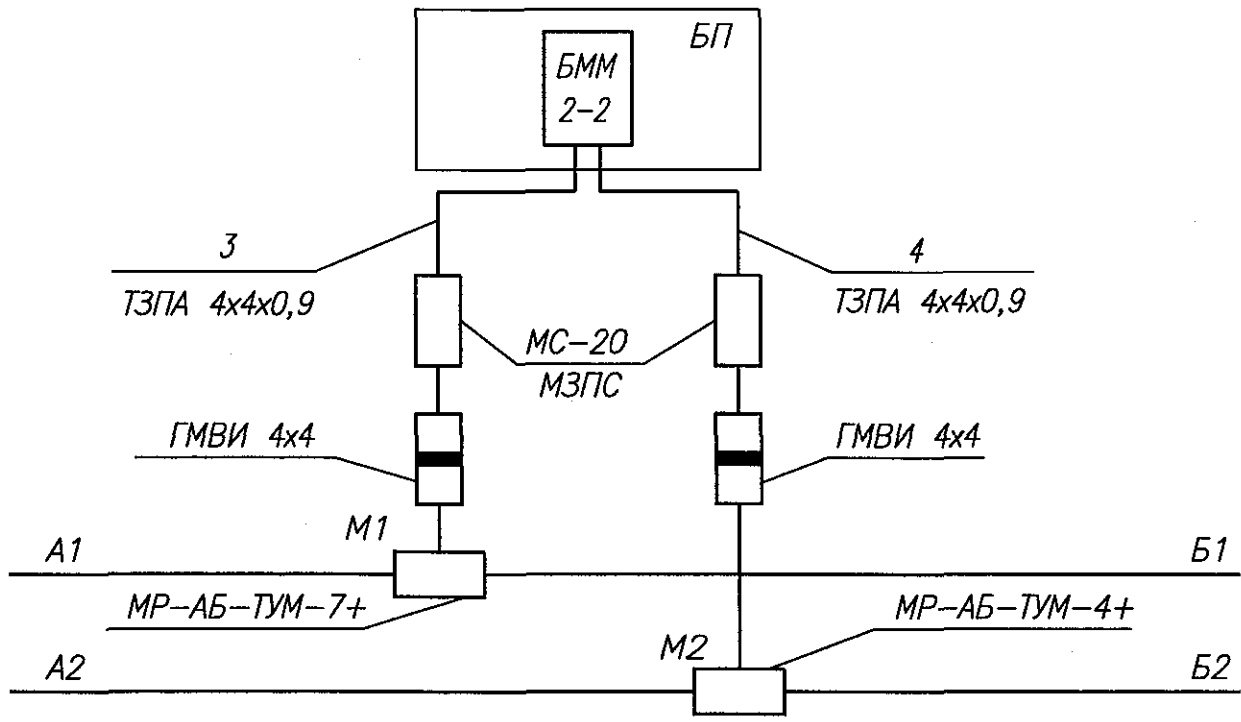 БП
БММ
2-2
3
ТЗПА 4х4х0,9
4
ТЗПА 4х4х0,9
МС-20
МЗПС
ГМВИ 4х4
ГМВИ 4х4
М1
А1
Б1
МР-АБ-ТУМ-7+
МР-АБ-ТУМ-4+
М2
А2
Б2